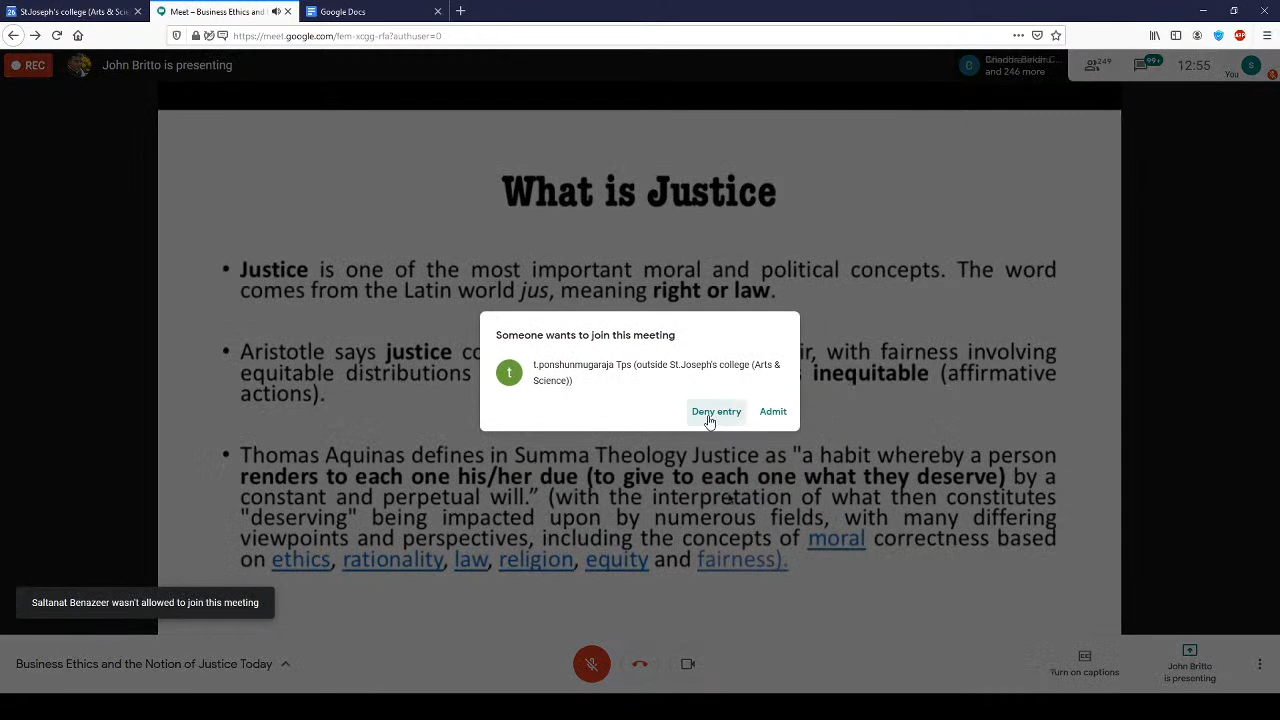 St.Joseph's college (Arts & Sc
Meet – Business Ethics and
Google Docs
https://meet.google.com/fem-xcgg-rfa?authuser=0
REC
John Britto is presenting
and 246 more
249
99+
12:55
You
S
What is Justice
• Justice is one of the most important moral and political concepts. The word
comes from the Latin world jus, meaning right or law.
• Aristotle says justice co
r, with fairness involving
equitable distributions
inequitable (affirmative
actions).
Someone wants to join this meeting
t
t.ponshunmugaraja Tps (outside St.Joseph's college (Arts &
Science))
Deny entry
Admit
• Thomas Aquinas defines in Summa Theology Justice as "a habit whereby a person
renders to each one his/her due (to give to each one what they deserve) by a
constant and perpetual will.” (with the interpretation of what then constitutes
"deserving" being impacted upon by numerous fields, with many differing
viewpoints and perspectives, including the concepts of moral correctness based
on ethics, rationality, law, religion, equity and fairness).
Saltanat Benazeer wasn't allowed to join this meeting
Business Ethics and the Notion of Justice Today
CC
Turn on captions
John Britto
is presenting